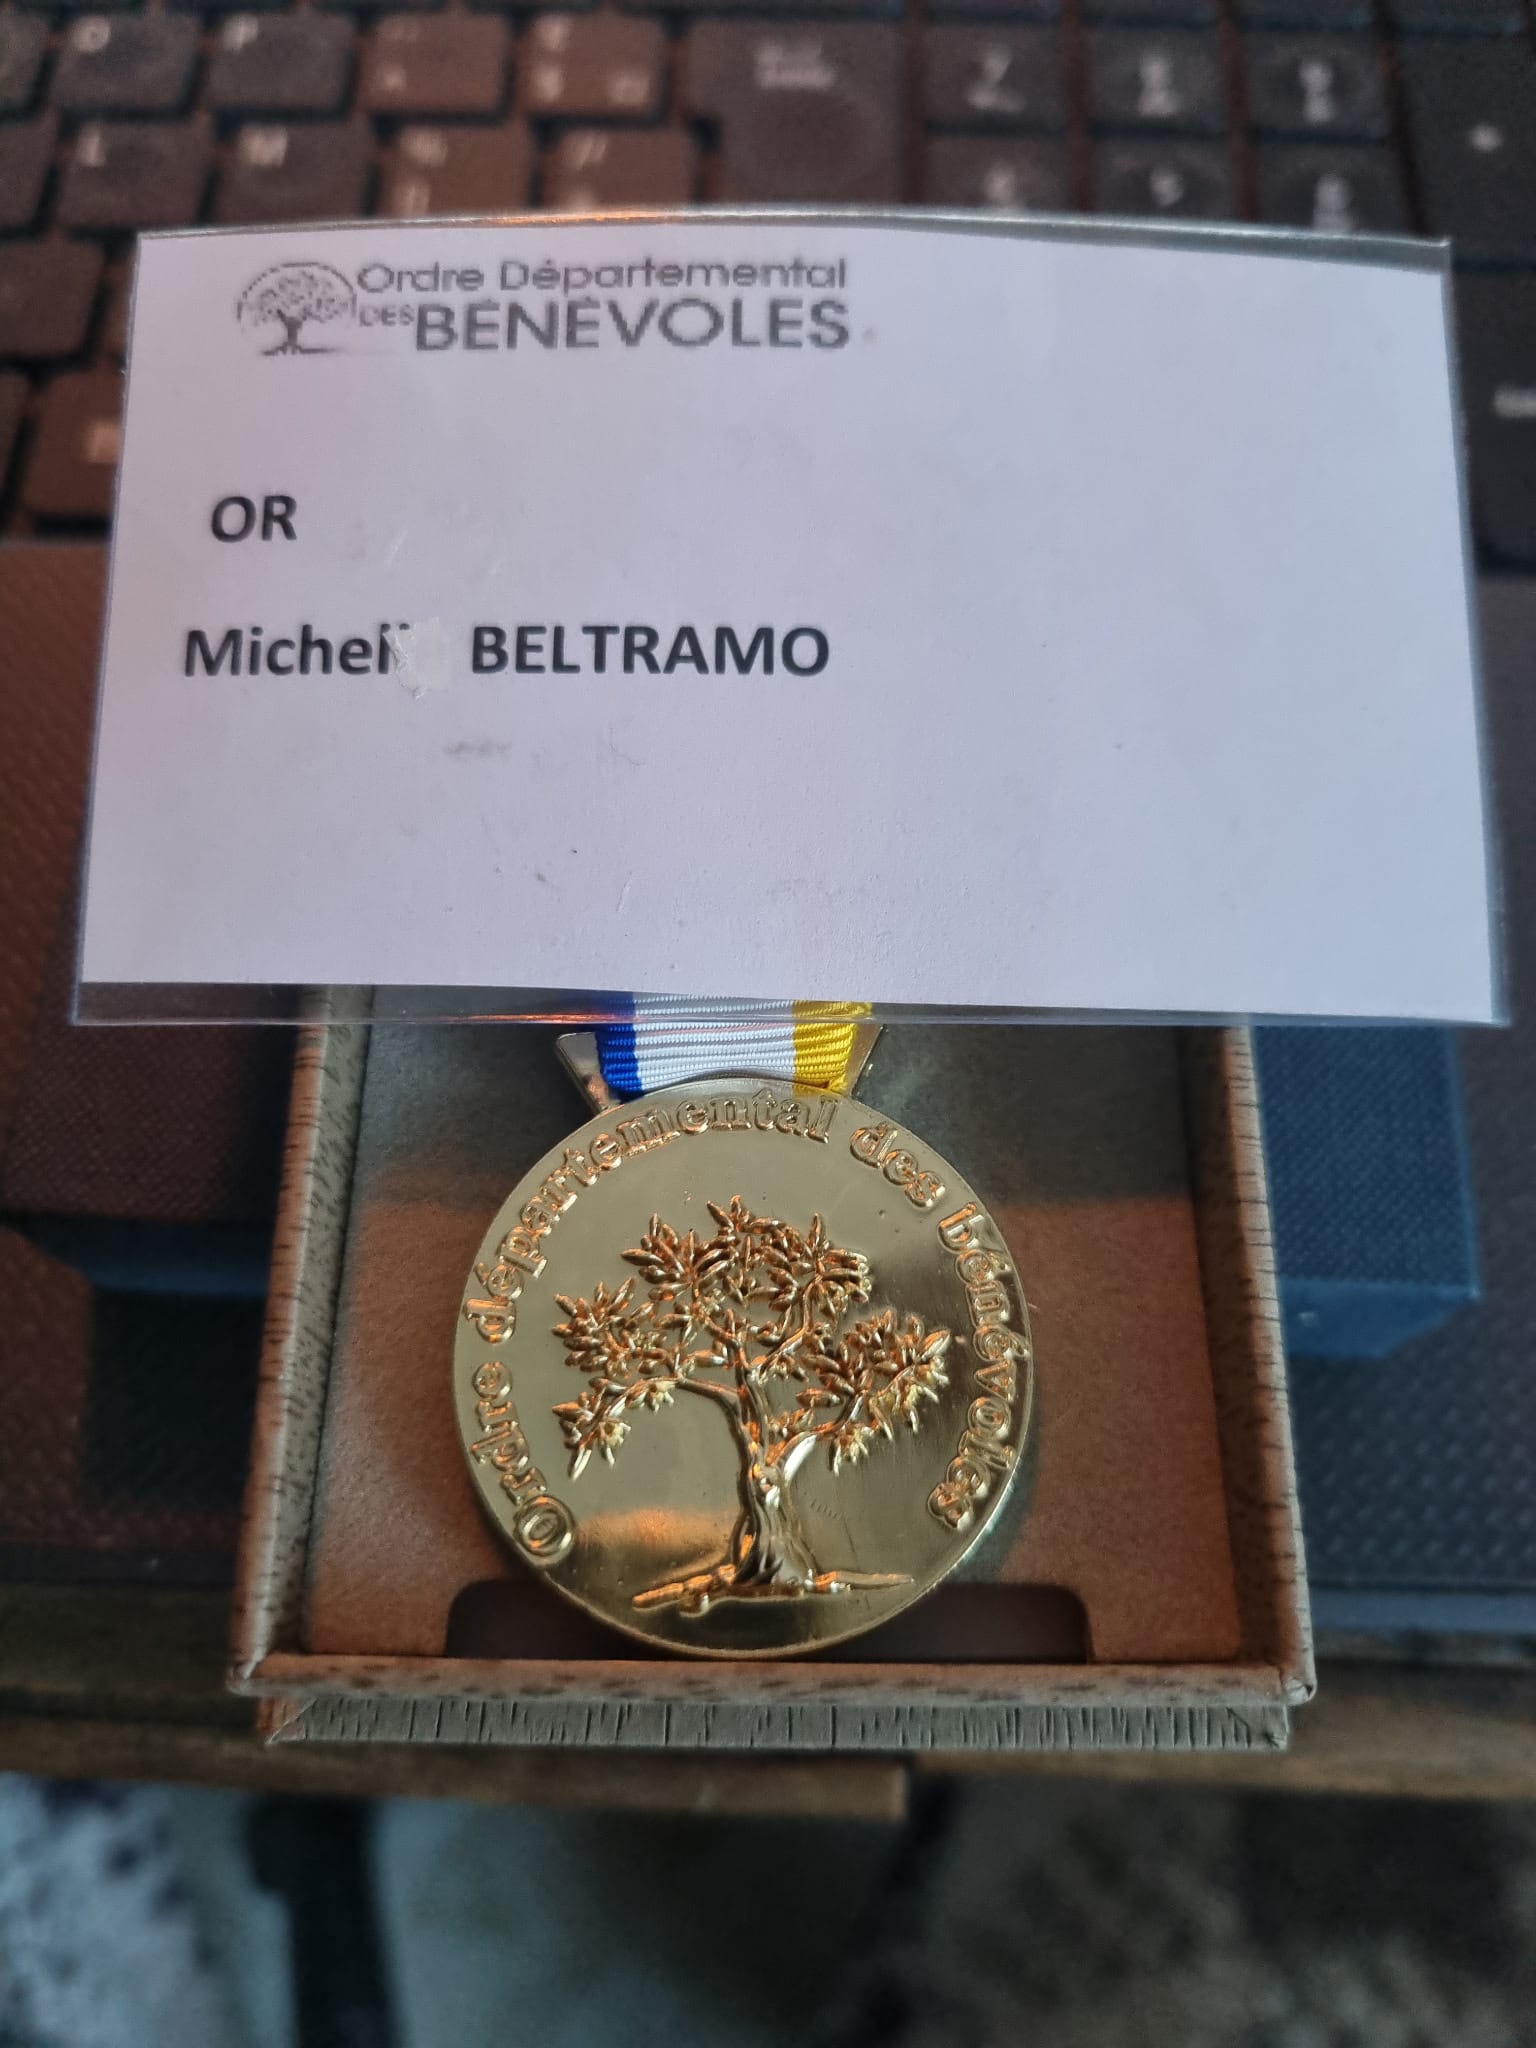 Ordre Départemental
DES BÉNÉVOLES
OR
Michel BELTRAMO
Ordre départemental des bénévoles